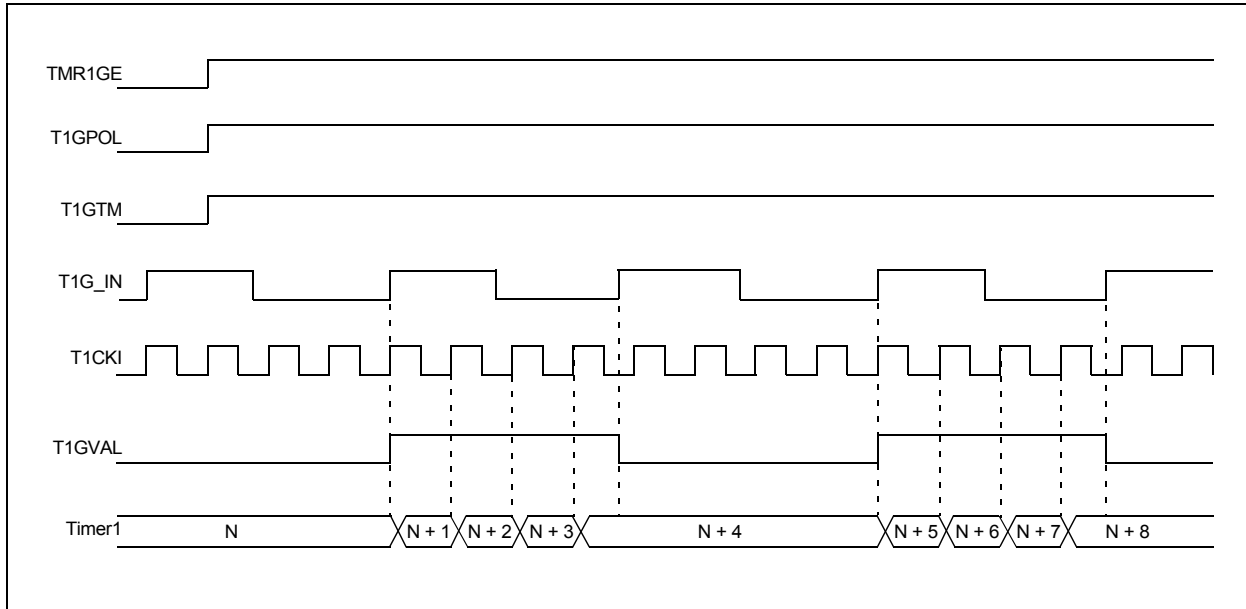 TMR1GE
T1GPOL
T1GTM
T1G_IN
T1CKI
T1GVAL
Timer1 N N + 1 N + 2 N + 3 N + 4 N + 5 N + 6 N + 7 N + 8